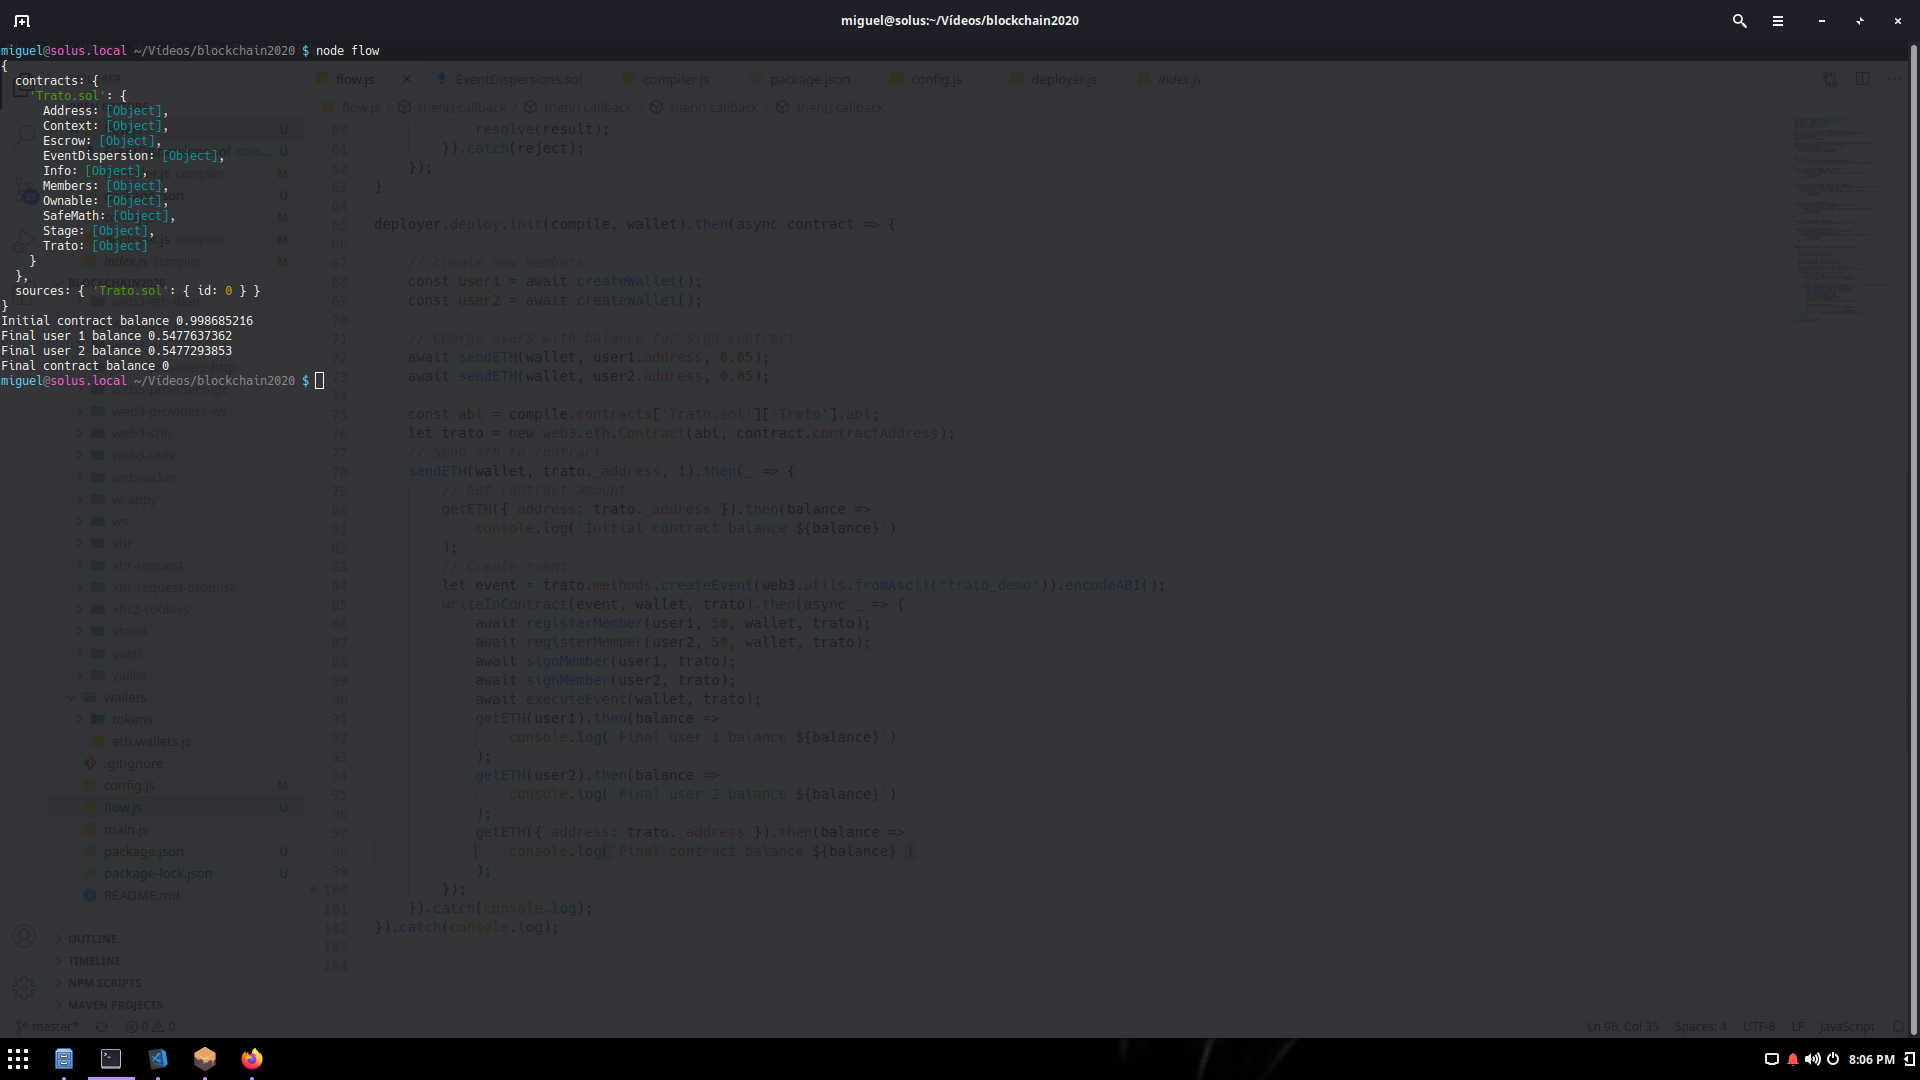 miguel@solus:~/Vídeos/blockchain2020
miguel@solus.local ~/Vídeos/blockchain2020 $ node flow
{
  contracts: {
    'Trato.sol': {
      Address: [Object],
      Context: [Object],
      Escrow: [Object],
      EventDispersion: [Object],
      Info: [Object],
      Members: [Object],
      Ownable: [Object],
      SafeMath: [Object],
      Stage: [Object],
      Trato: [Object]
    }
  },
  sources: { 'Trato.sol': { id: 0 } }
}
Initial contract balance 0.998685216
Final user 1 balance 0.5477637362
Final user 2 balance 0.5477293853
Final contract balance 0
miguel@solus.local ~/Vídeos/blockchain2020 $
flow.js
EventDispersions.sol
compiler.js
package.json
config.js
deployer.js
index.js
flow.js > then() callback > then() callback > then() callback > then() callback
60 resolve(result);
61 }).catch(reject);
62 });
63 }
64
65 deployer.deploy.init(compile, wallet).then(async contract => {
66
67 // create new members
68 const user1 = await createWallet();
69 const user2 = await createWallet();
70
71 // Charge users with balance for sign contract
72 await sendETH(wallet, user1.address, 0.05);
73 await sendETH(wallet, user2.address, 0.05);
74
75 const abi = compile.contracts['Trato.sol']['Trato'].abi;
76 let trato = new web3.eth.Contract(abi, contract.contractAddress);
77 // Send eth to contract
78 sendETH(wallet, trato._address, 1).then(_ => {
79 // Get contract amount
80 getETH({ address: trato._address }).then(balance =>
81 console.log(`Initial contract balance ${balance}`)
82 );
83 // Create event
84 let event = trato.methods.createEvent(web3.utils.fromAscii("trato_demo")).encodeABI();
85 writeInContract(event, wallet, trato).then(async _ => {
86 await registerMember(user1, 50, wallet, trato);
87 await registerMember(user2, 50, wallet, trato);
88 await signMember(user1, trato);
89 await signMember(user2, trato);
90 await executeEvent(wallet, trato);
91 getETH(user1).then(balance =>
92 console.log(`Final user 1 balance ${balance}`)
93 );
94 getETH(user2).then(balance =>
95 console.log(`Final user 2 balance ${balance}`)
96 );
97 getETH({ address: trato._address }).then(balance =>
98 console.log(`Final contract balance ${balance}`)
99 );
100 });
101 }).catch(console.log);
102 }).catch(console.log);
103
104
index.js compiler M
web3-providers-ws
web3-shh
web3-utils
websocket
wrappy
ws
xhr
xhr-request
xhr-request-promise
xhr2-cookies
xtend
yaeti
yallist
wallets
tokens
eth.wallets.js
.gitignore
config.js M
flow.js U
main.js
package.json U
package-lock.json U
README.md
OUTLINE
TIMELINE
NPM SCRIPTS
MAVEN PROJECTS
master* 0 0
Ln 98, Col 35 Spaces: 4 UTF-8 LF JavaScript
8:06 PM